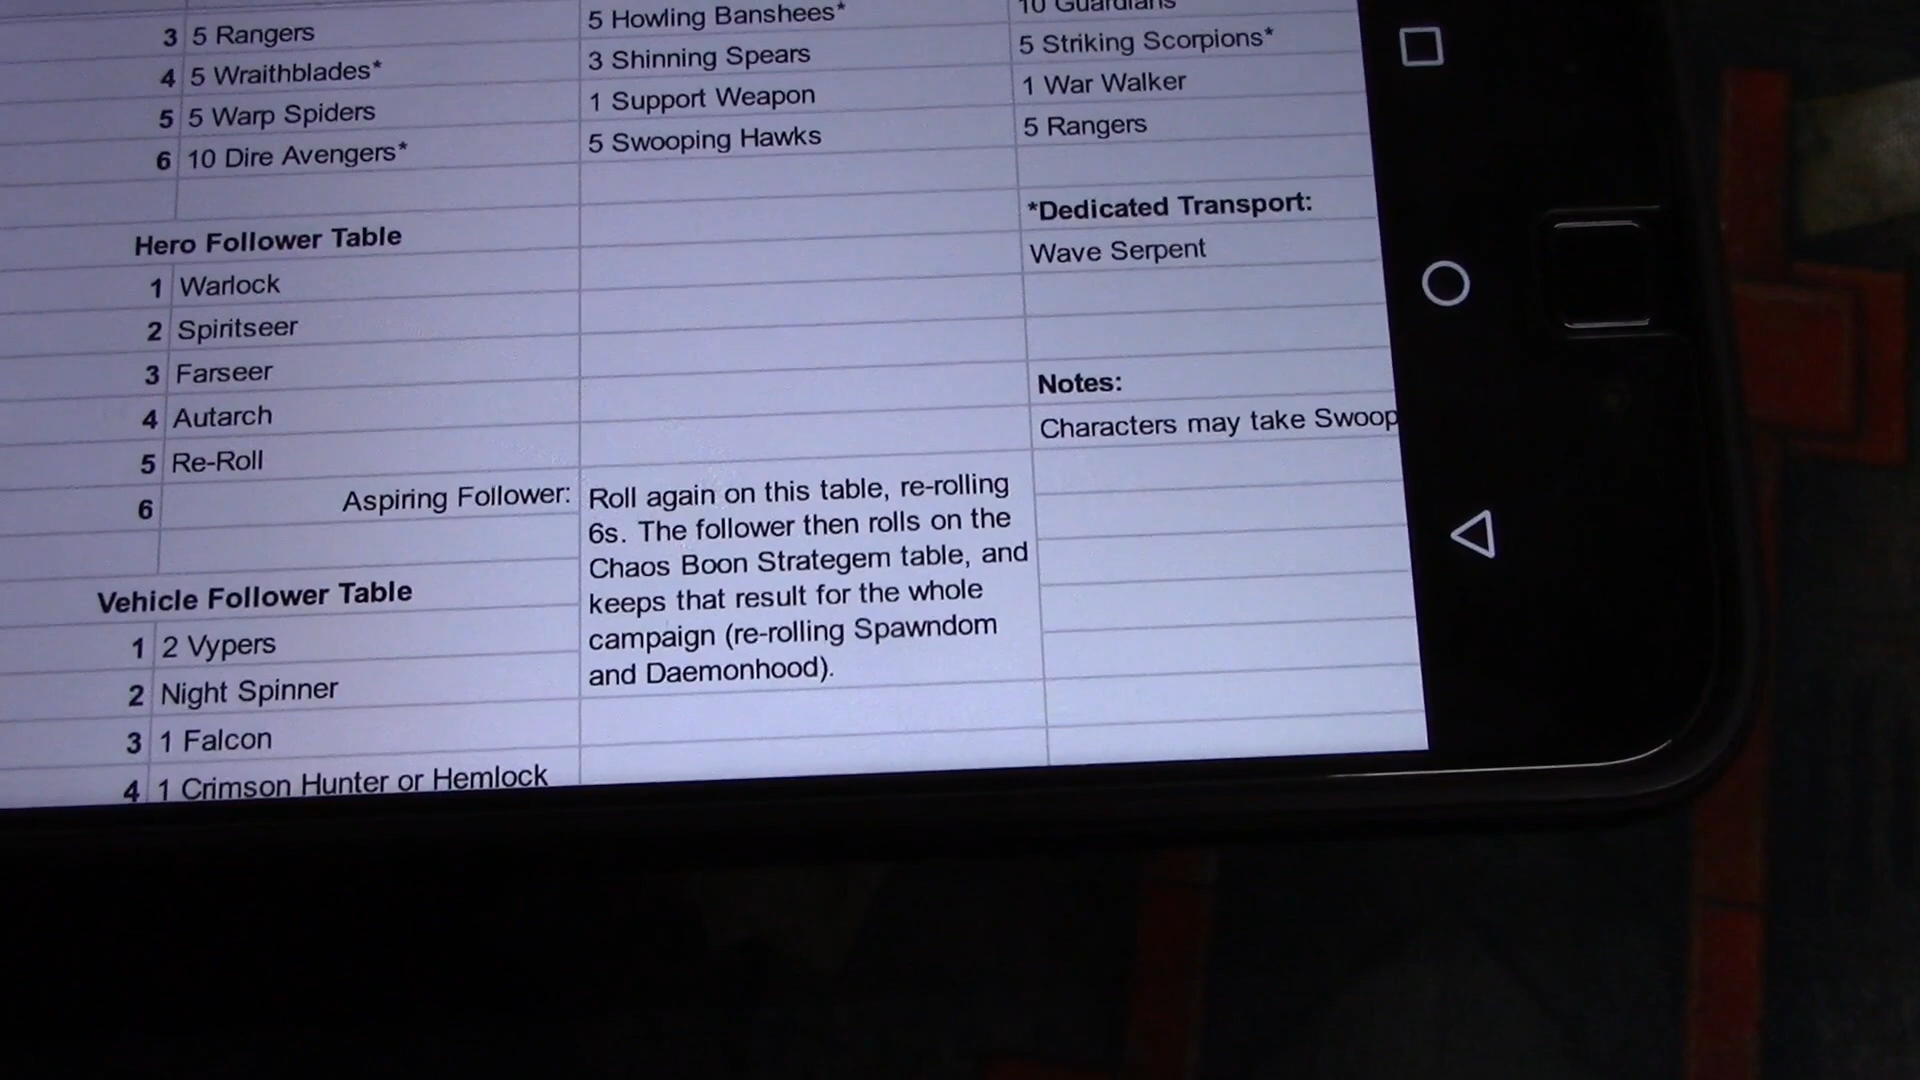 3 5 Rangers 5 Howling Banshees* 10 Guardians
4 5 Wraithblades* 3 Shinning Spears 5 Striking Scorpions*
5 5 Warp Spiders 1 Support Weapon 1 War Walker
6 10 Dire Avengers* 5 Swooping Hawks 5 Rangers
*Dedicated Transport:
Wave Serpent
Hero Follower Table
1 Warlock
2 Spiritseer
3 Farseer
4 Autarch
5 Re-Roll
6 Aspiring Follower: Roll again on this table, re-rolling
6s. The follower then rolls on the
Chaos Boon Strategem table, and
keeps that result for the whole
campaign (re-rolling Spawndom
and Daemonhood).
Notes:
Characters may take Swoop
Vehicle Follower Table
1 2 Vypers
2 Night Spinner
3 1 Falcon
4 1 Crimson Hunter or Hemlock